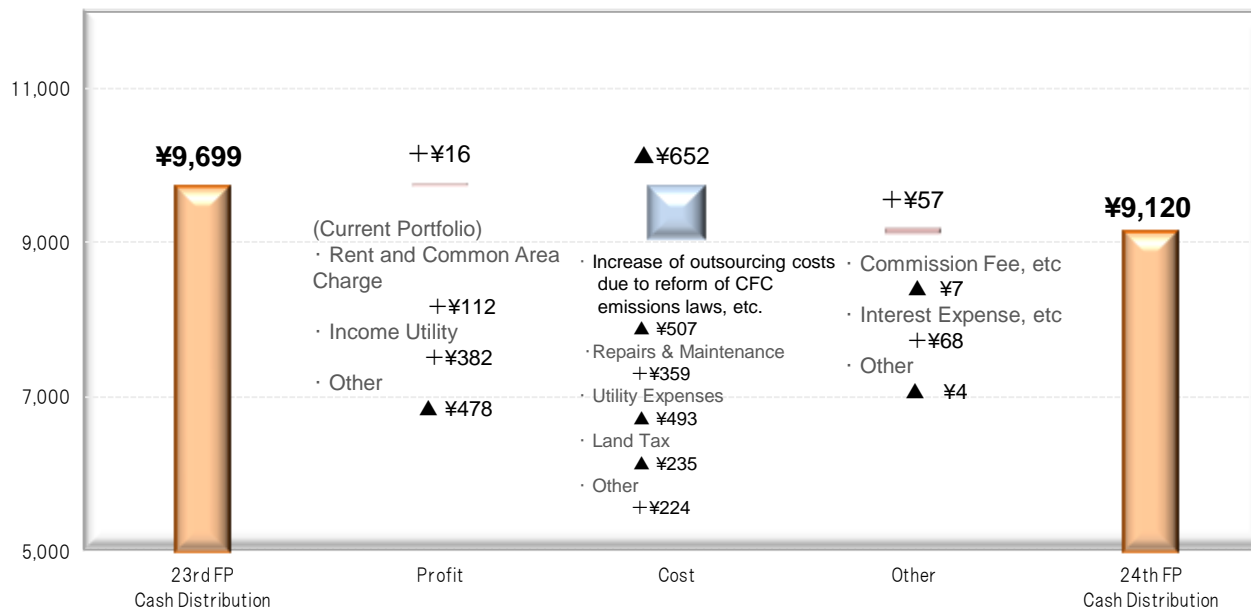 11,000
9,000
7,000
5,000
¥9,699
+¥16
(Current Portfolio)
· Rent and Common Area
Charge
+¥112
· Income Utility
+¥382
· Other
▲ ¥478
▲¥652
· Increase of outsourcing costs
due to reform of CFC
emissions laws, etc.
▲ ¥507
· Repairs & Maintenance
+¥359
· Utility Expenses
▲ ¥493
· Land Tax
▲ ¥235
· Other
+¥224
+¥57
· Commission Fee, etc
▲ ¥7
· Interest Expense, etc
+¥68
· Other
▲ ¥4
¥9,120
23rd FP
Cash Distribution
Profit
Cost
Other
24th FP
Cash Distribution